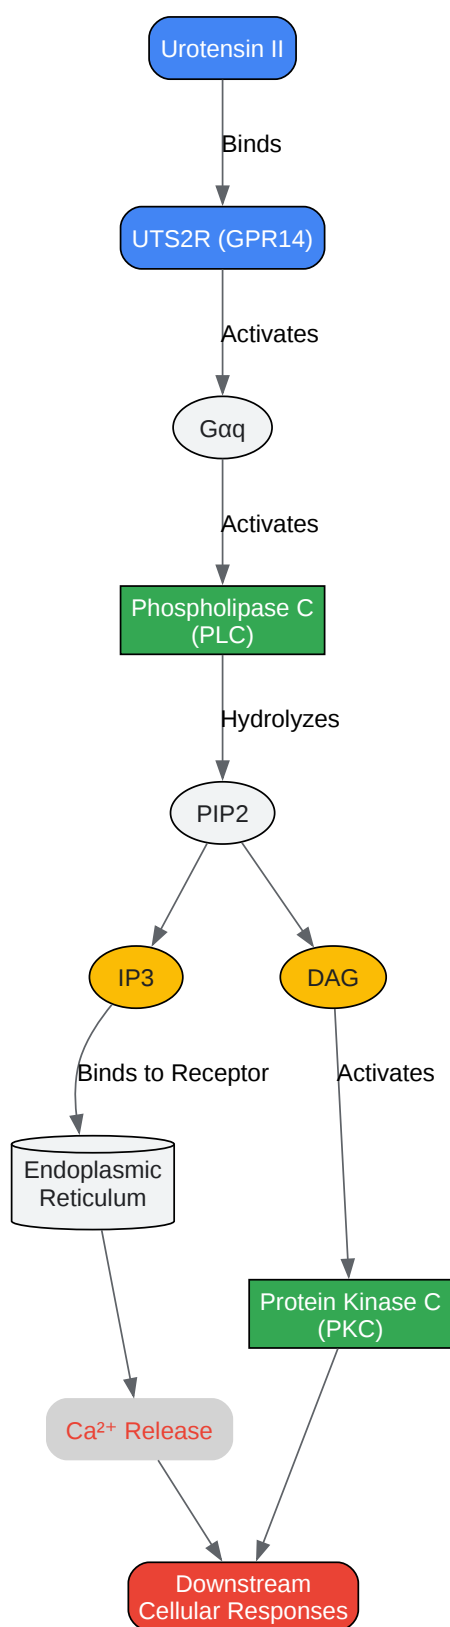 Urotensin II
Binds
UTS2R (GPR14)
Activates
Gαq
Activates
Phospholipase C
(PLC)
Hydrolyzes
PIP2
IP3
DAG
Binds to Receptor
Activates
Endoplasmic
Reticulum
Protein Kinase C
(PKC)
Ca²⁺ Release
Downstream
Cellular Responses